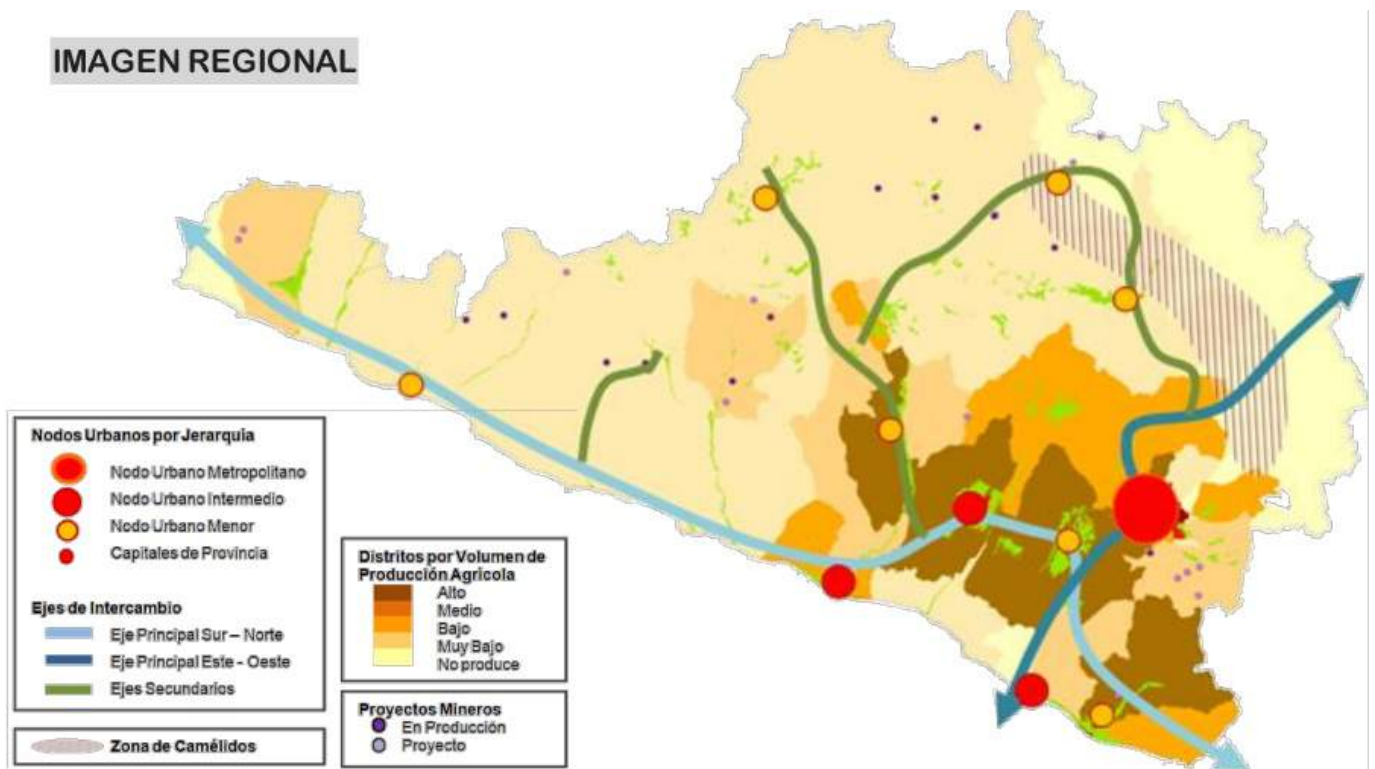 IMAGEN REGIONAL
Nodos Urbanos por Jerarquía
Nodo Urbano Metropolitano
Nodo Urbano Intermedio
Nodo Urbano Menor
Capitales de Provincia
Ejes de Intercambio
Eje Principal Sur – Norte
Eje Principal Este - Oeste
Ejes Secundarios
Zona de Camélidos
Distritos por Volumen de
Producción Agrícola
Alto
Medio
Bajo
Muy Bajo
No produce
Proyectos Mineros
En Producción
Proyecto